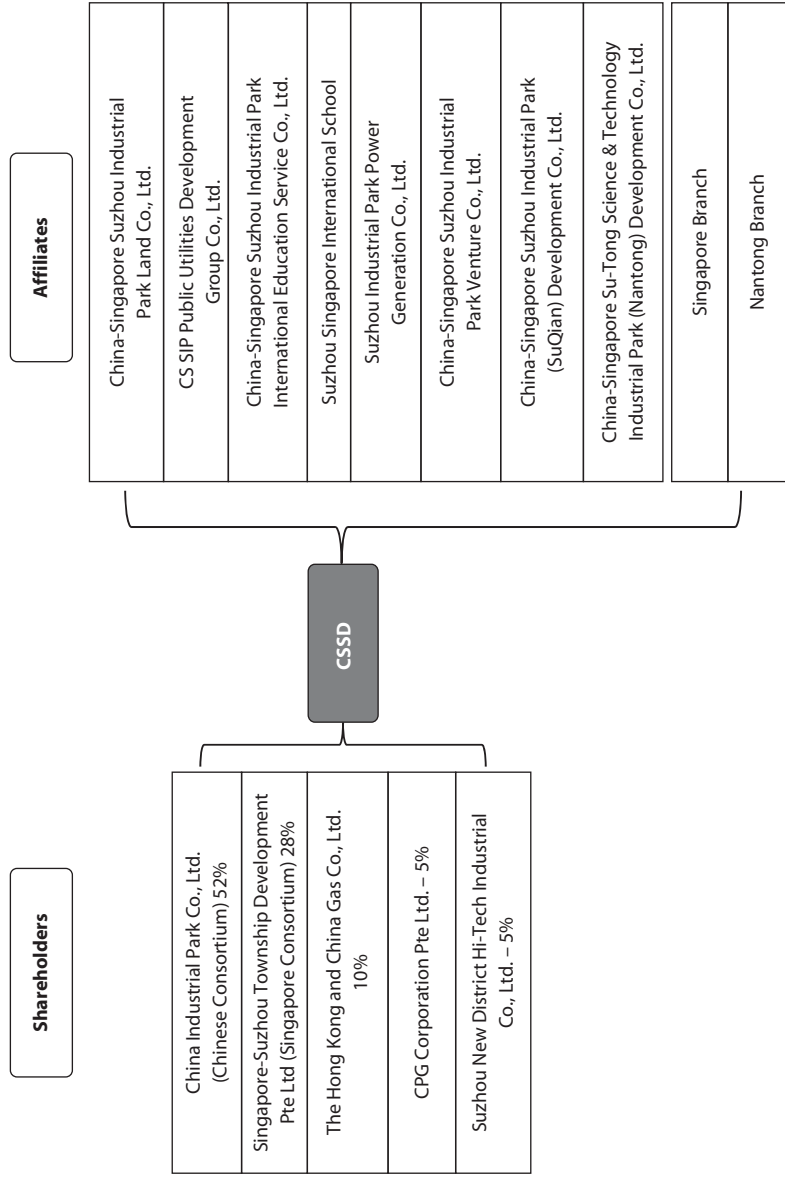 Shareholders
China Industrial Park Co., Ltd.
(Chinese Consortium) 52%
Singapore-Suzhou Township Development
Pte Ltd (Singapore Consortium) 28%
The Hong Kong and China Gas Co., Ltd.
10%
CPG Corporation Pte Ltd. – 5%
Suzhou New District Hi-Tech Industrial
Co., Ltd. – 5%
CSSD
Affiliates
China-Singapore Suzhou Industrial
Park Land Co., Ltd.
CS SIP Public Utilities Development
Group Co., Ltd.
China-Singapore Suzhou Industrial Park
International Education Service Co., Ltd.
Suzhou Singapore International School
Suzhou Industrial Park Power
Generation Co., Ltd.
China-Singapore Suzhou Industrial
Park Venture Co., Ltd.
China-Singapore Suzhou Industrial Park
(SuQian) Development Co., Ltd.
China-Singapore Su-Tong Science & Technology
Industrial Park (Nantong) Development Co., Ltd.
Singapore Branch
Nantong Branch